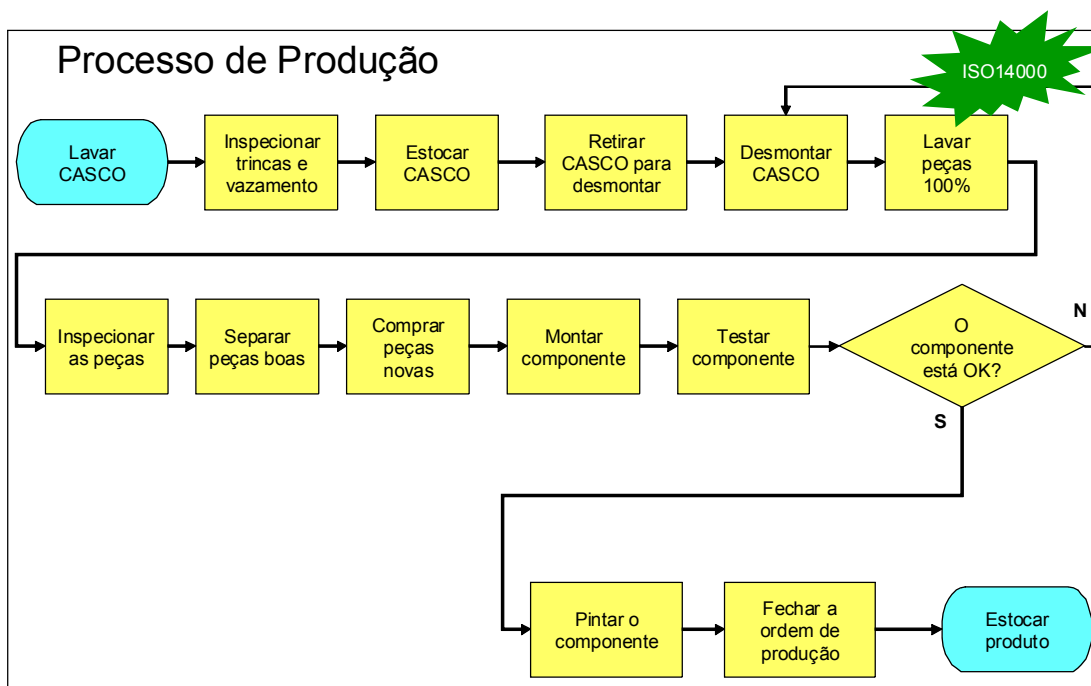 Processo de Produção
ISO14000
Lavar
CASCO
Inspecionar
trincas e
vazamento
Estocar
CASCO
Retirar
CASCO para
desmontar
Desmontar
CASCO
Lavar
peças
100%
Inspecionar
as peças
Separar
peças boas
Comprar
peças
novas
Montar
componente
Testar
componente
O
componente
está OK?
N
S
Pintar o
componente
Fechar a
ordem de
produção
Estocar
produto